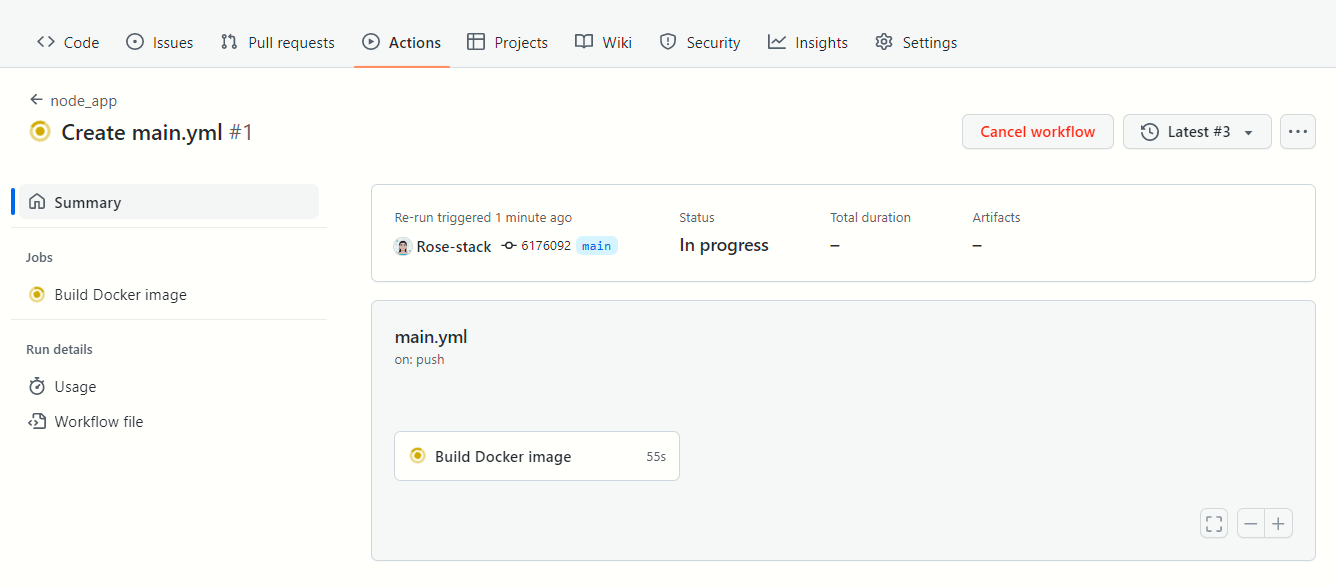 Code Issues Pull requests Actions Projects Wiki Security Insights Settings
node_app
Create main.yml #1
Cancel workflow
Latest #3
Summary
Jobs
Build Docker image
Run details
Usage
Workflow file
Re-run triggered 1 minute ago
Rose-stack 6176092 main
Status
In progress
Total duration
–
Artifacts
–
main.yml
on: push
Build Docker image 55s